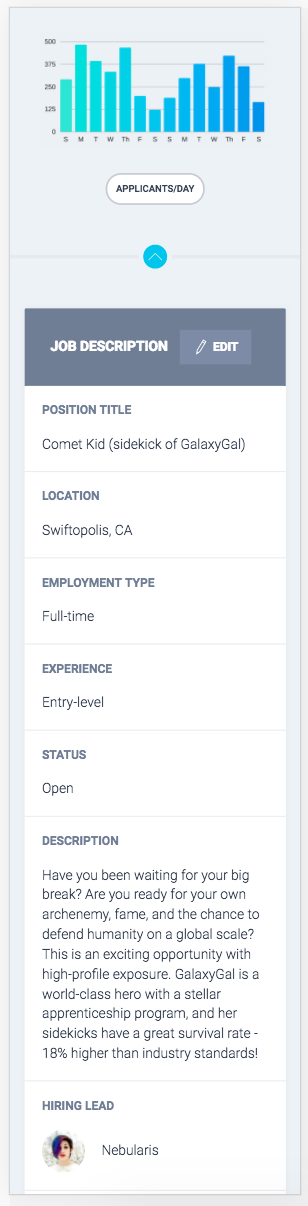 500
375
250
125
0
S M T W Th F S S M T W Th F S
APPLICANTS/DAY
JOB DESCRIPTION EDIT
POSITION TITLE
Comet Kid (sidekick of GalaxyGal)
LOCATION
Swiftopolis, CA
EMPLOYMENT TYPE
Full-time
EXPERIENCE
Entry-level
STATUS
Open
DESCRIPTION
Have you been waiting for your big
break? Are you ready for your own
archenemy, fame, and the chance to
defend humanity on a global scale?
This is an exciting opportunity with
high-profile exposure. GalaxyGal is a
world-class hero with a stellar
apprenticeship program, and her
sidekicks have a great survival rate -
18% higher than industry standards!
HIRING LEAD
Nebularis